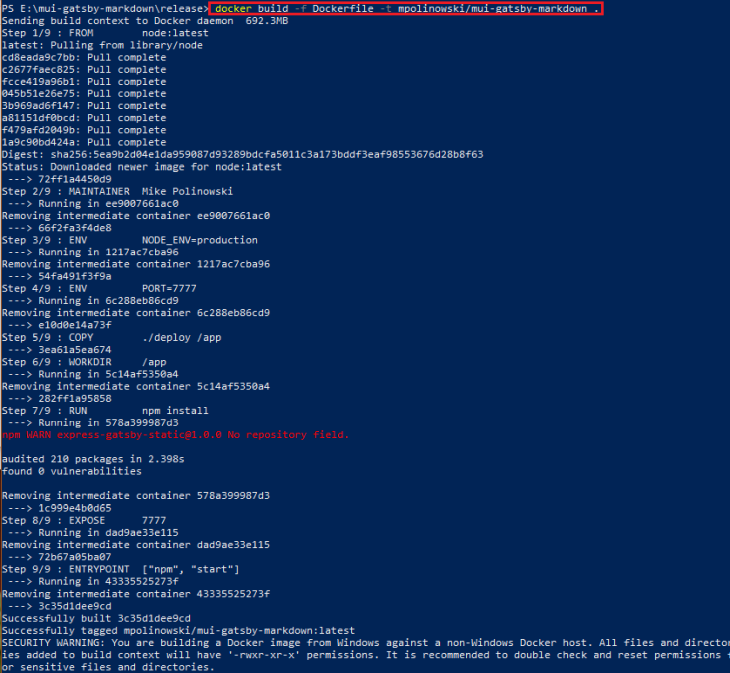 PS E:\mui-gatsby-markdown\release> docker build -f Dockerfile -t mpolinowski/mui-gatsby-markdown .
Sending build context to Docker daemon  692.3MB
Step 1/9 : FROM       node:latest
latest: Pulling from library/node
cd8eada9c7bb: Pull complete
c2677faec825: Pull complete
fcce419a96b1: Pull complete
045b51e26e75: Pull complete
3b969ad6f147: Pull complete
a81151df0bcd: Pull complete
f479afd2049b: Pull complete
1a9c90bd424a: Pull complete
Digest: sha256:5ea9b2d04e1da959087d93289bdcfa5011c3a173bddf3eaf98553676d28b8f63
Status: Downloaded newer image for node:latest
 ---> 72ff1a4450d9
Step 2/9 : MAINTAINER  Mike Polinowski
 ---> Running in ee9007661ac0
Removing intermediate container ee9007661ac0
 ---> 66f2fa3f4de8
Step 3/9 : ENV        NODE_ENV=production
 ---> Running in 1217ac7cba96
Removing intermediate container 1217ac7cba96
 ---> 54fa491f3f9a
Step 4/9 : ENV        PORT=7777
 ---> Running in 6c288eb86cd9
Removing intermediate container 6c288eb86cd9
 ---> e10d0e14a73f
Step 5/9 : COPY       ./deploy /app
 ---> 3ea61a5ea674
Step 6/9 : WORKDIR    /app
 ---> Running in 5c14af5350a4
Removing intermediate container 5c14af5350a4
 ---> 282ff1a95858
Step 7/9 : RUN        npm install
 ---> Running in 578a399987d3
npm WARN express-gatsby-static@1.0.0 No repository field.
audited 210 packages in 2.398s
found 0 vulnerabilities
Removing intermediate container 578a399987d3
 ---> 1c999e4b0d65
Step 8/9 : EXPOSE     7777
 ---> Running in dad9ae33e115
Removing intermediate container dad9ae33e115
 ---> 72b67a05ba07
Step 9/9 : ENTRYPOINT  ["npm", "start"]
 ---> Running in 43335525273f
Removing intermediate container 43335525273f
 ---> 3c35d1dee9cd
Successfully built 3c35d1dee9cd
Successfully tagged mpolinowski/mui-gatsby-markdown:latest
SECURITY WARNING: You are building a Docker image from Windows against a non-Windows Docker host. All files and director
ies added to build context will have '-rwxr-xr-x' permissions. It is recommended to double check and reset permissions f
or sensitive files and directories.